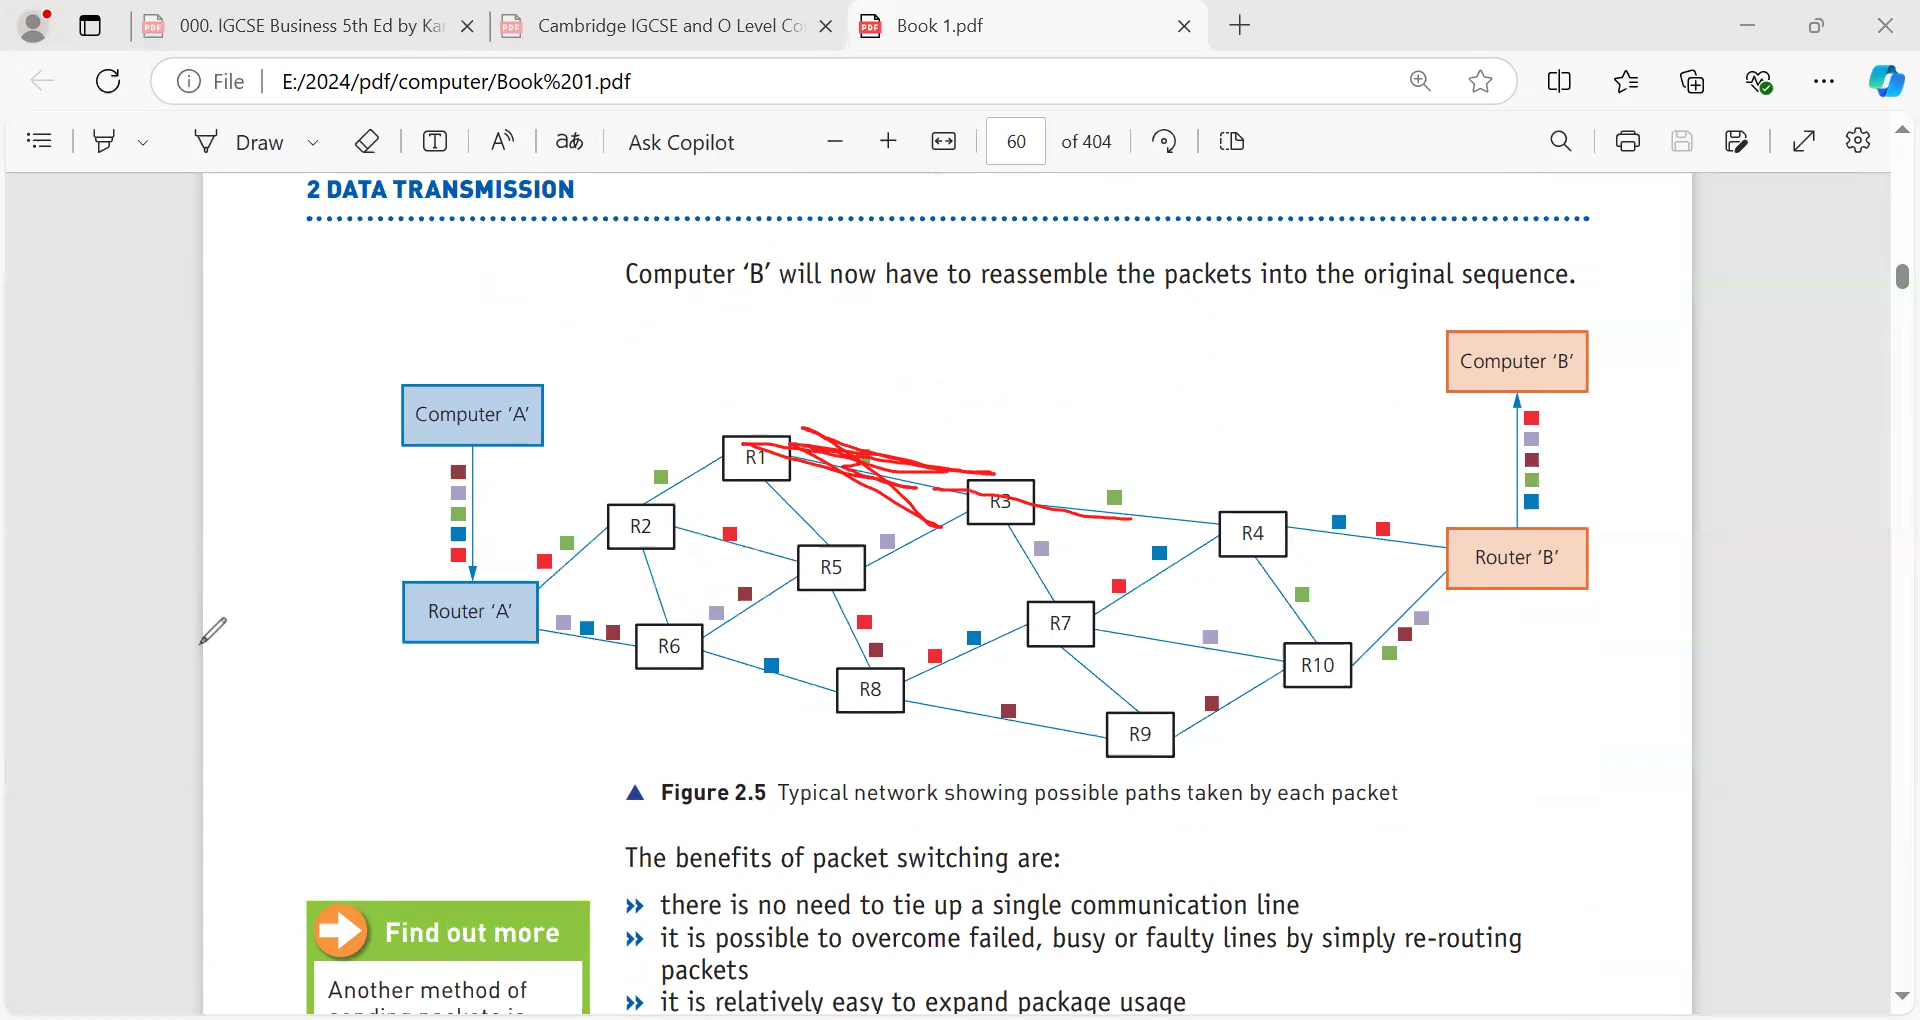 000. IGCSE Business 5th Ed by Ka
Cambridge IGCSE and O Level Co
Book 1.pdf
File
E:/2024/pdf/computer/Book%201.pdf
Draw
Ask Copilot
60
of 404
2 DATA TRANSMISSION
Computer ‘B’ will now have to reassemble the packets into the original sequence.
Computer ‘B’
Computer ‘A’
R1
R3
R2
R4
Router ‘B’
R5
Router ‘A’
R7
R6
R10
R8
R9
▲ Figure 2.5 Typical network showing possible paths taken by each packet
The benefits of packet switching are:
» there is no need to tie up a single communication line
» it is possible to overcome failed, busy or faulty lines by simply re-routing
packets
» it is relatively easy to expand package usage
Find out more
Another method of